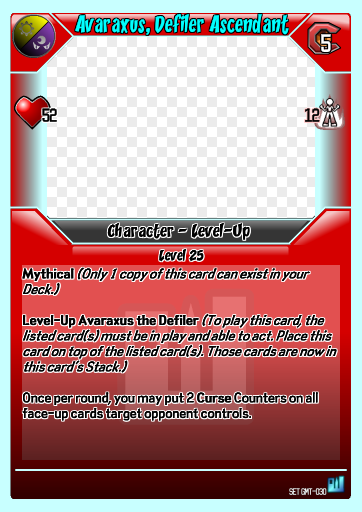 Avaraxus, Defiler Ascendant
5
52
12
Character - Level-Up
Level 25
Mythical (Only 1 copy of this card can exist in your
Deck.)
Level-Up Avaraxus the Defiler (To play this card, the
listed card(s) must be in play and able to act. Place this
card on top of the listed card(s). Those cards are now in
this card's Stack.)
Once per round, you may put 2 Curse Counters on all
face-up cards target opponent controls.
SET GMT-030